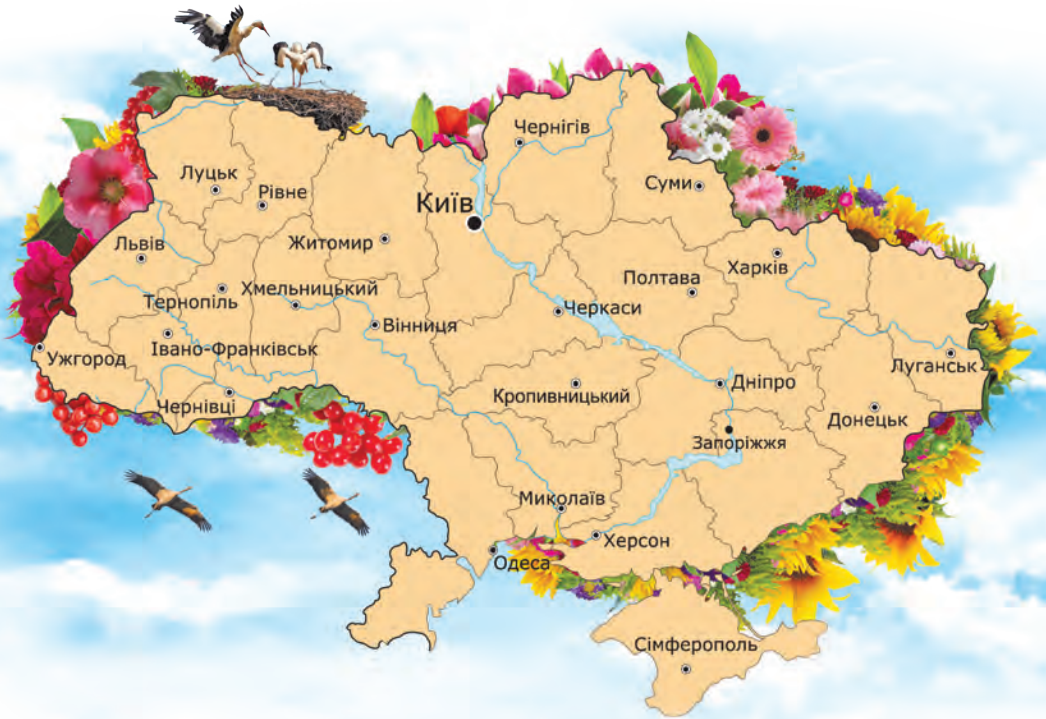 Чернігів
Луцьк
Рівне
Суми
Київ
Львів
Житомир
Полтава
Харків
Тернопіль
Хмельницький
Черкаси
Вінниця
Івано-Франківськ
Ужгород
Луганськ
Чернівці
Кропивницький
Дніпро
Донецьк
Запоріжжя
Миколаїв
Херсон
Одеса
Сімферополь